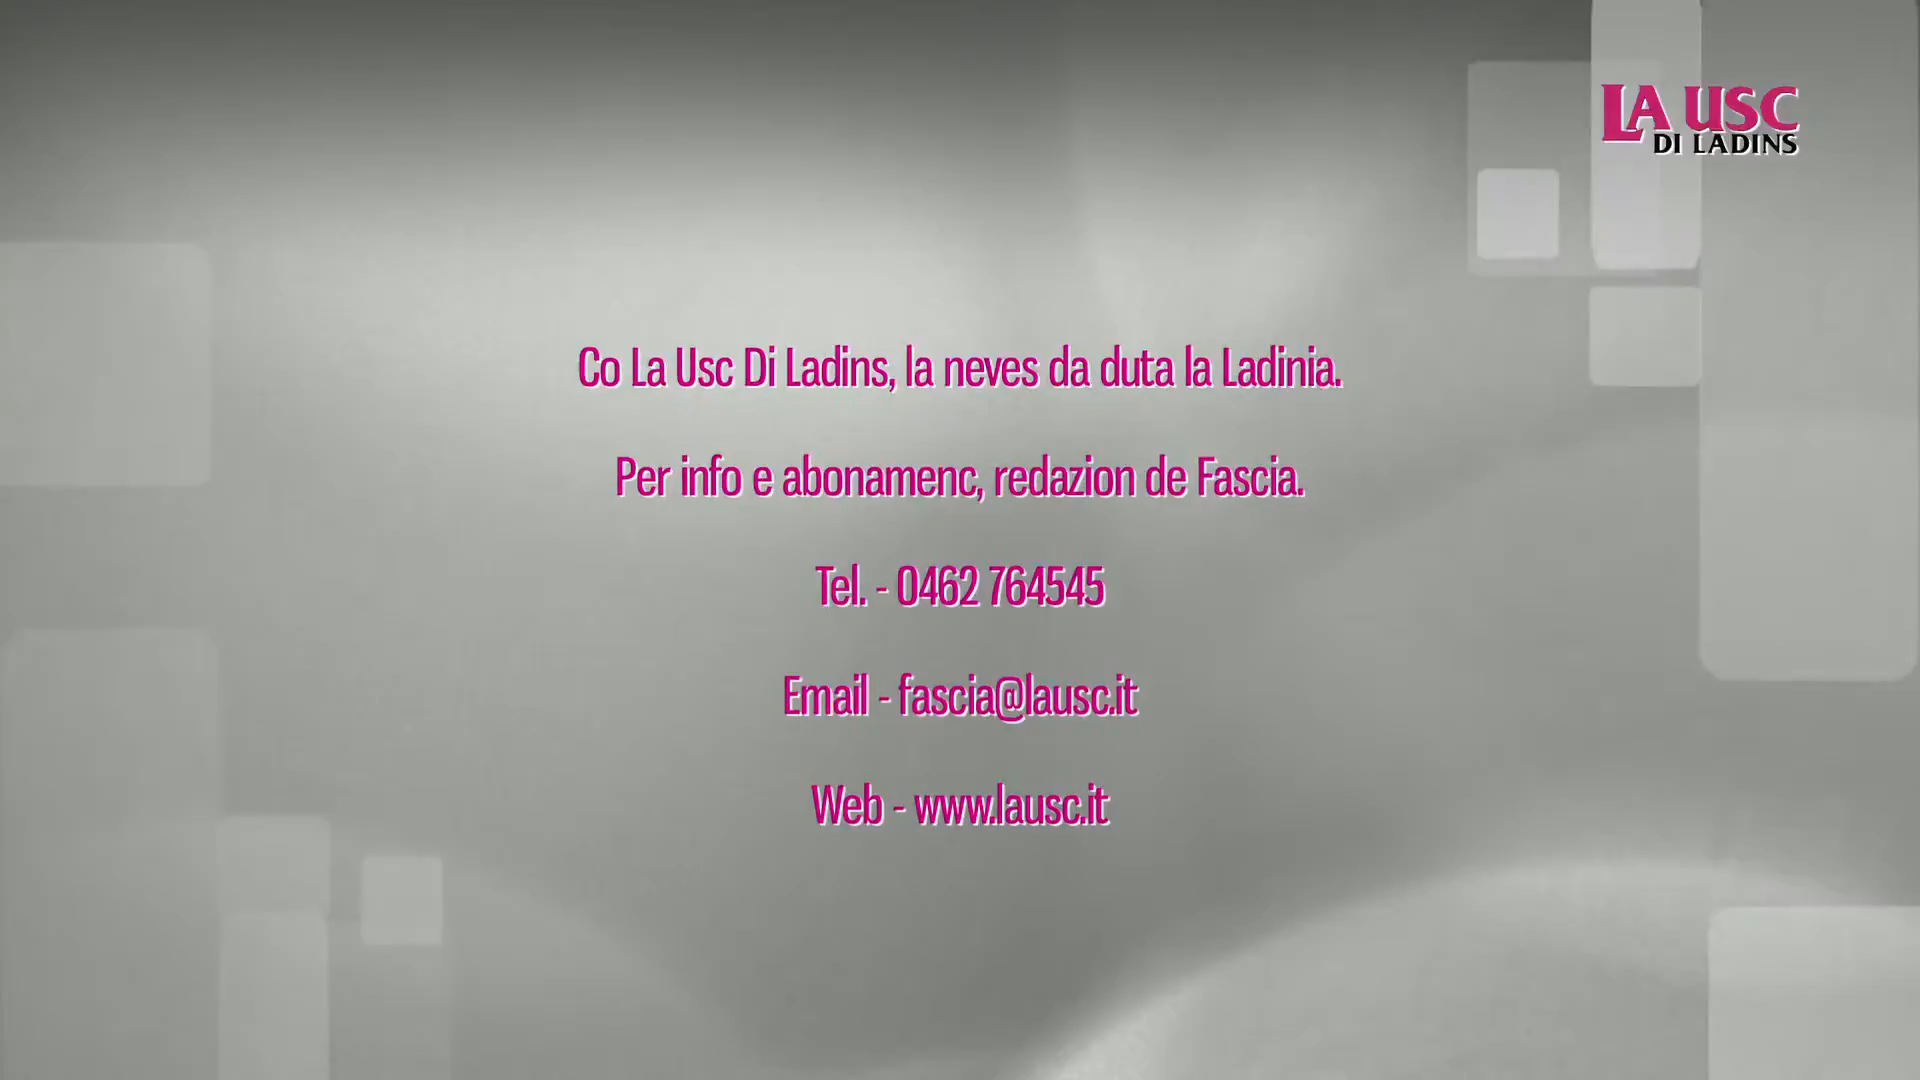 LA USC
DI LADINS
Co La Usc Di Ladins, la neves da duta la Ladinia.
Per info e abonamenc, redazion de Fascia.
Tel. - 0462 764545
Email - fascia@lausc.it
Web - www.lausc.it